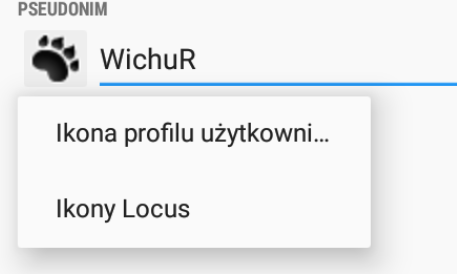 PSEUDONIM
WichuR
Ikona profilu użytkowni...
Ikony Locus